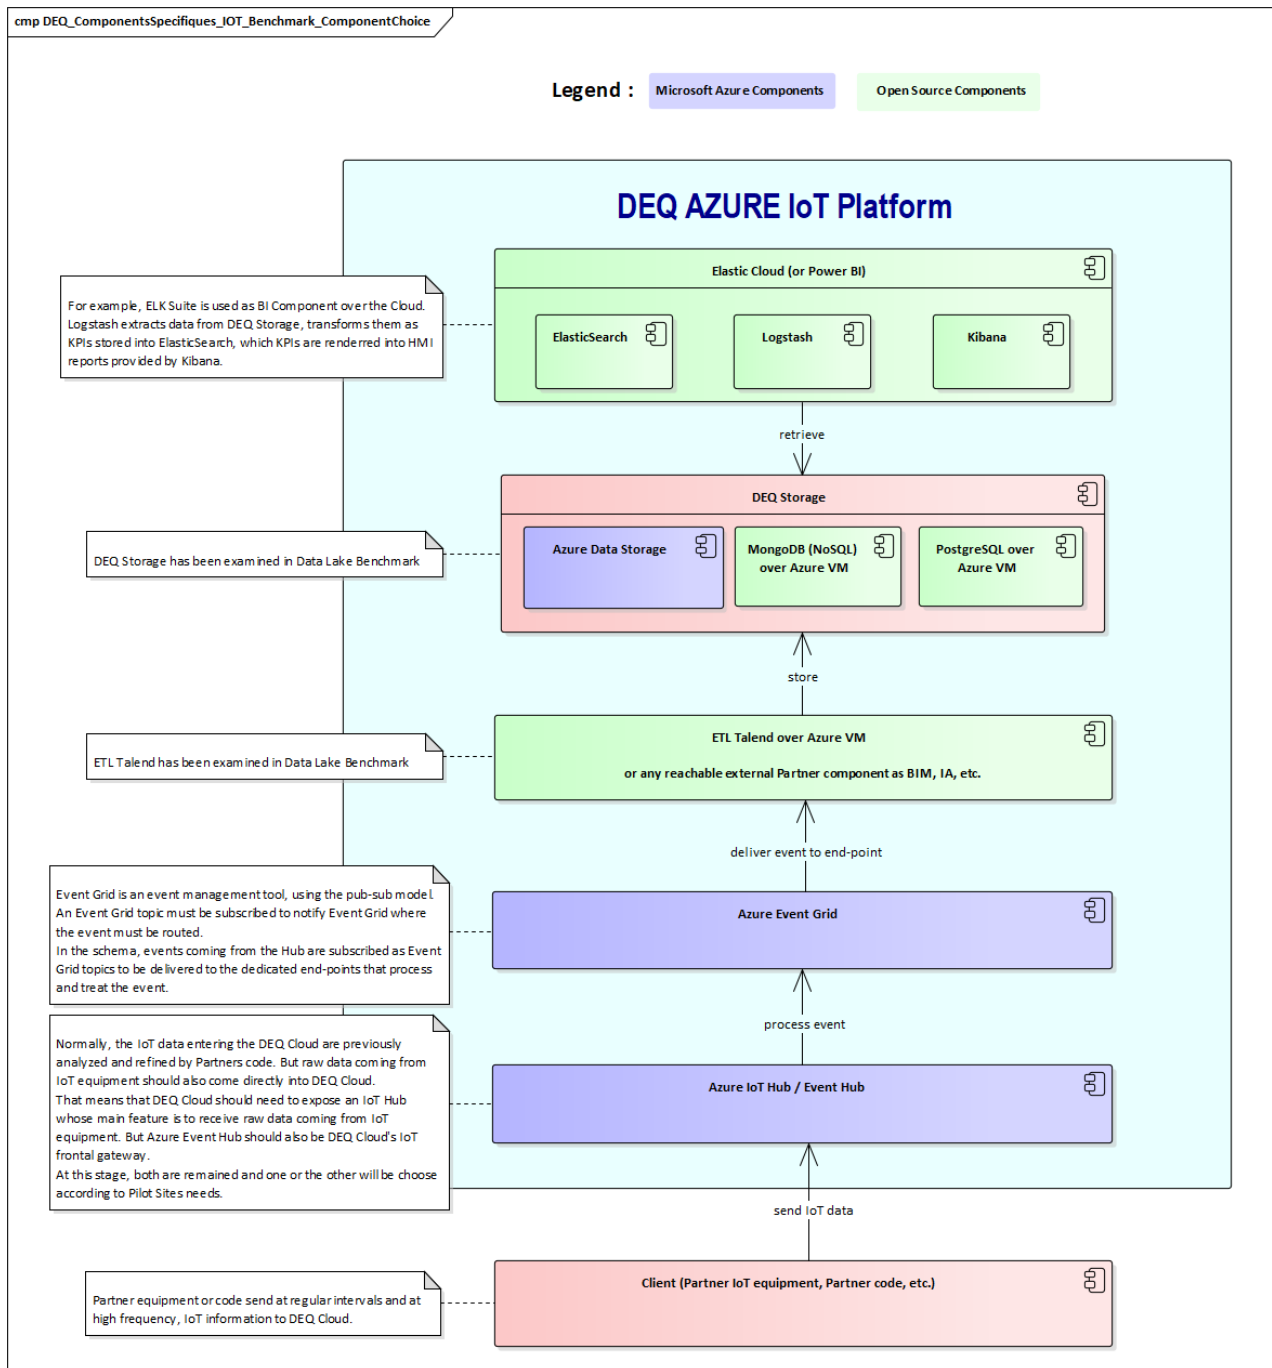 cmp DEQ_ComponentsSpecifiques_IOT_Benchmark_ComponentChoice
Legend :
Microsoft Azure Components
Open Source Components
DEQ AZURE IoT Platform
Elastic Cloud (or Power BI)
ElasticSearch
Logstash
Kibana
For example, ELK Suite is used as BI Component over the Cloud.
Logstash extracts data from DEQ Storage, transforms them as
KPIs stored into ElasticSearch, which KPIs are renderred into HMI
reports provided by Kibana.
retrieve
DEQ Storage
Azure Data Storage
MongoDB (NoSQL)
over Azure VM
PostgreSQL over
Azure VM
DEQ Storage has been examined in Data Lake Benchmark
store
ETL Talend over Azure VM
or any reachable external Partner component as BIM, IA, etc.
ETL Talend has been examined in Data Lake Benchmark
deliver event to end-point
Azure Event Grid
Event Grid is an event management tool, using the pub-sub model.
An Event Grid topic must be subscribed to notify Event Grid where
the event must be routed.
In the schema, events coming from the Hub are subscribed as Event
Grid topics to be delivered to the dedicated end-points that process
and treat the event.
process event
Azure IoT Hub / Event Hub
Normally, the IoT data entering the DEQ Cloud are previously
analyzed and refined by Partners code. But raw data coming from
IoT equipment should also come directly into DEQ Cloud.
That means that DEQ Cloud should need to expose an IoT Hub
whose main feature is to receive raw data coming from IoT
equipment. But Azure Event Hub should also be DEQ Cloud's IoT
frontal gateway.
At this stage, both are remained and one or the other will be choose
according to Pilot Sites needs.
send IoT data
Client (Partner IoT equipment, Partner code, etc.)
Partner equipment or code send at regular intervals and at
high frequency, IoT information to DEQ Cloud.